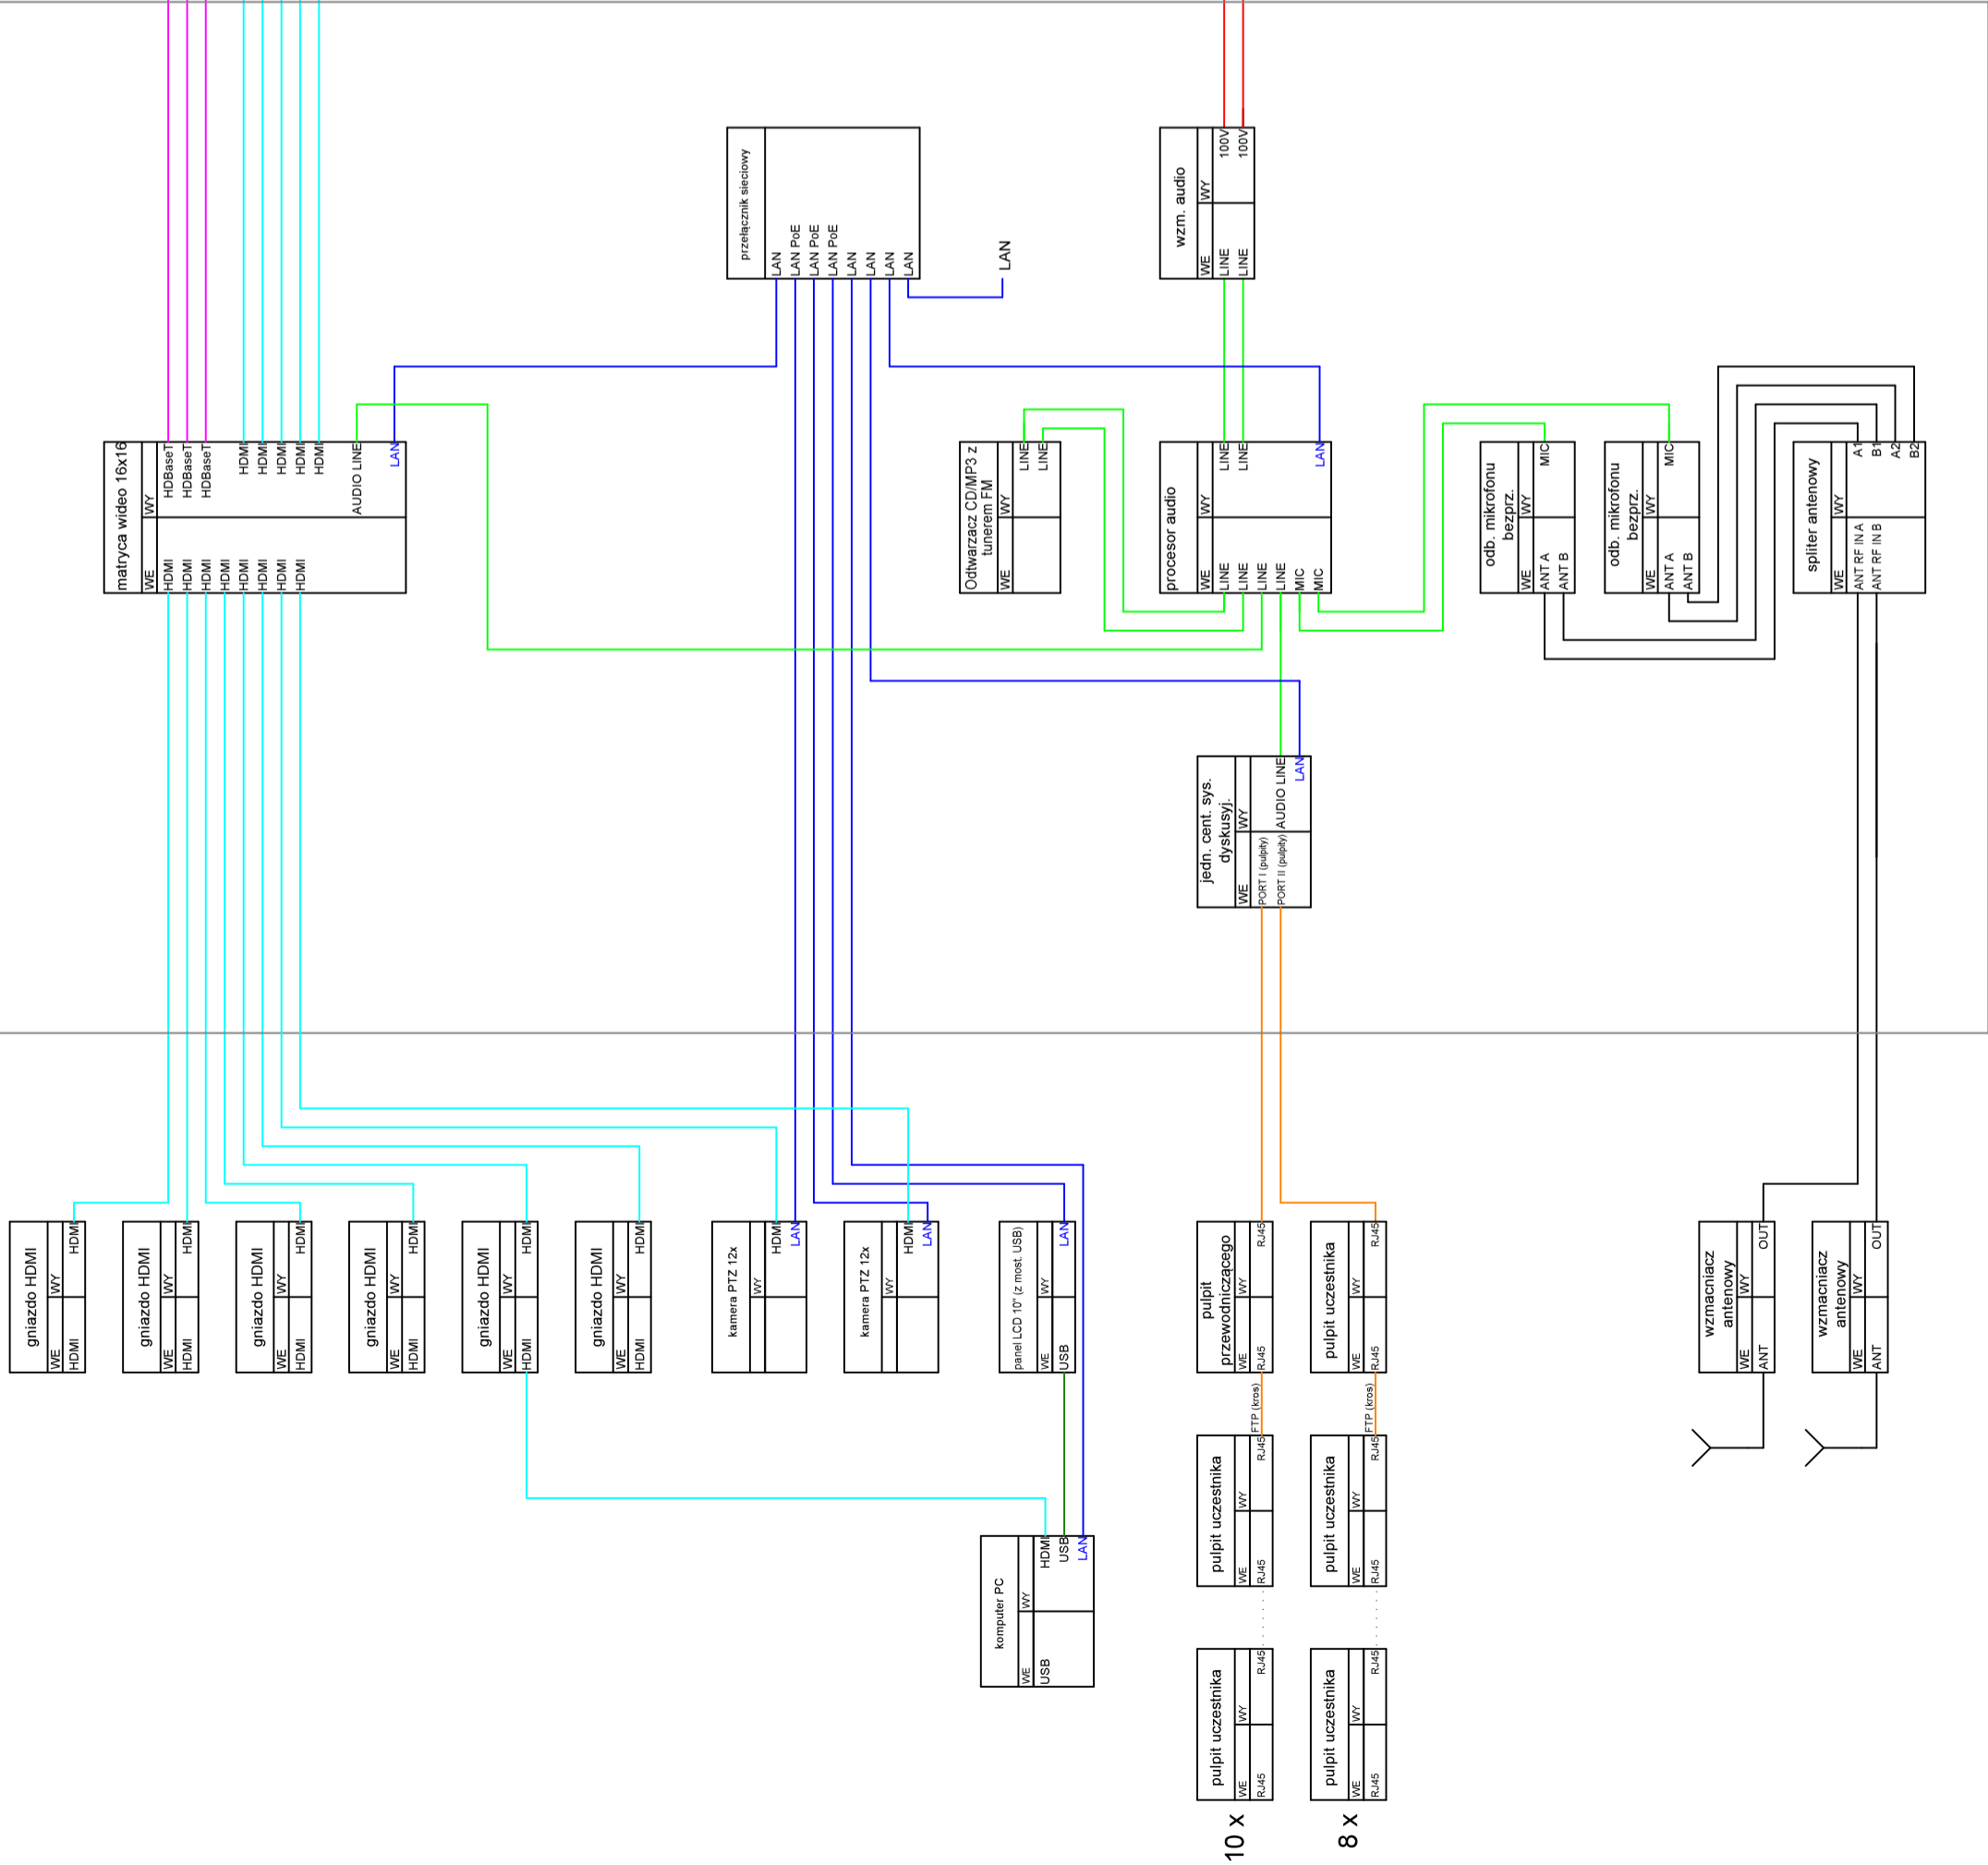 matryca wideo 16x16
WE
WY
HDMI
HDMI
HDMI
HDMI
HDMI
HDMI
HDMI
HDMI
HDBaseT
HDBaseT
HDBaseT
HDMI
HDMI
HDMI
HDMI
HDMI
AUDIO LINE
LAN
przełącznik sieciowy
LAN
LAN PoE
LAN PoE
LAN PoE
LAN
LAN
LAN
LAN
LAN
wzm. audio
WE
WY
LINE
LINE
100V
100V
Odtwarzacz CD/MP3 z
tunerem FM
WE
WY
LINE
LINE
procesor audio
WE
WY
LINE
LINE
LINE
LINE
MIC
MIC
LINE
LINE
LAN
odb. mikrofonu
bezprz.
WE
WY
ANT A
ANT B
MIC
odb. mikrofonu
bezprz.
WE
WY
ANT A
ANT B
MIC
spliter antenowy
WE
WY
ANT RF IN A
ANT RF IN B
A1
B1
A2
B2
jedn. cent. sys.
dyskusyj.
WE
WY
PORT I (pulpity)
PORT II (pulpity)
AUDIO LINE
LAN
gniazdo HDMI
WE
WY
HDMI
HDMI
gniazdo HDMI
WE
WY
HDMI
HDMI
gniazdo HDMI
WE
WY
HDMI
HDMI
gniazdo HDMI
WE
WY
HDMI
HDMI
gniazdo HDMI
WE
WY
HDMI
HDMI
gniazdo HDMI
WE
WY
HDMI
HDMI
kamera PTZ 12x
WY
HDMI
LAN
kamera PTZ 12x
WY
HDMI
LAN
panel LCD 10" (z most. USB)
WE
WY
USB
LAN
komputer PC
WE
WY
USB
HDMI
USB
LAN
pulpit
przewodniczącego
WE
WY
RJ45
RJ45
FTP (kros)
pulpit uczestnika
WE
WY
RJ45
RJ45
pulpit uczestnika
WE
WY
RJ45
RJ45
10 x
pulpit uczestnika
WE
WY
RJ45
RJ45
FTP (kros)
pulpit uczestnika
WE
WY
RJ45
RJ45
pulpit uczestnika
WE
WY
RJ45
RJ45
8 x
wzmacniacz
antenowy
WE
WY
ANT
OUT
wzmacniacz
antenowy
WE
WY
ANT
OUT